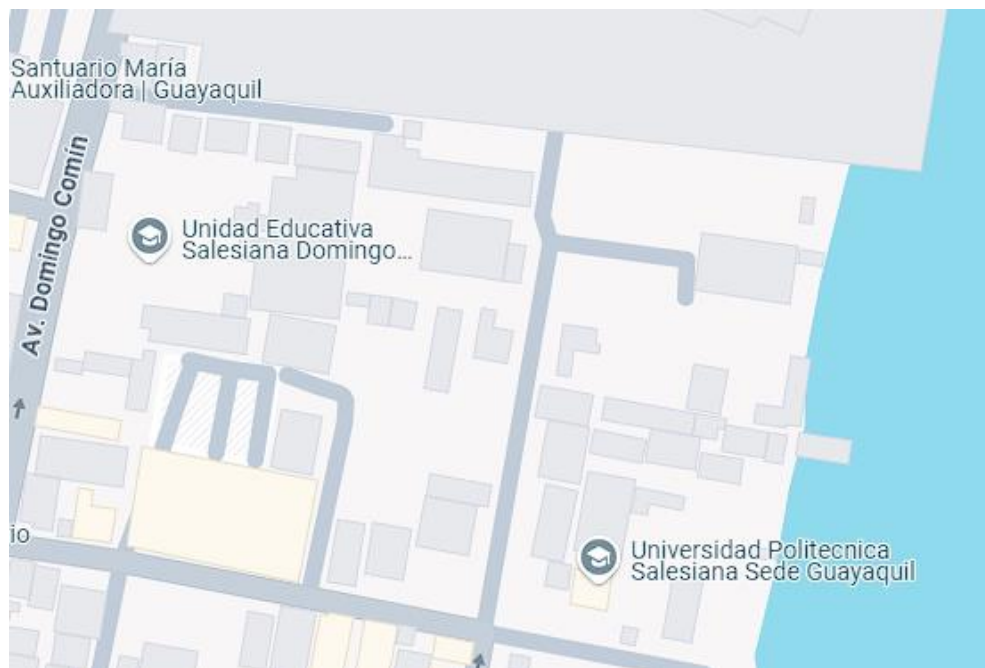 Santuario María
Auxiliadora | Guayaquil
Av. Domingo Comín
Unidad Educativa
Salesiana Domingo...
io
Universidad Politecnica
Salesiana Sede Guayaquil